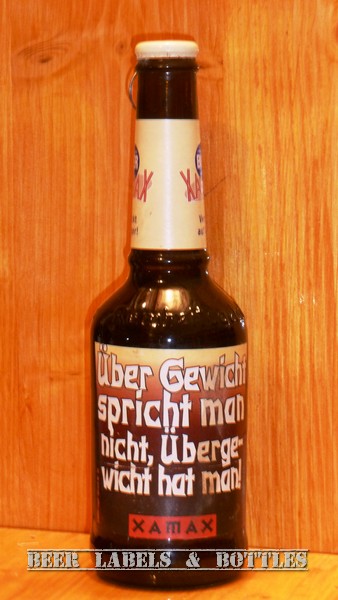 Über Gewicht
spricht man
nicht, Überge-
wicht hat man!
XAMAX
BEER LABELS & BOTTLES